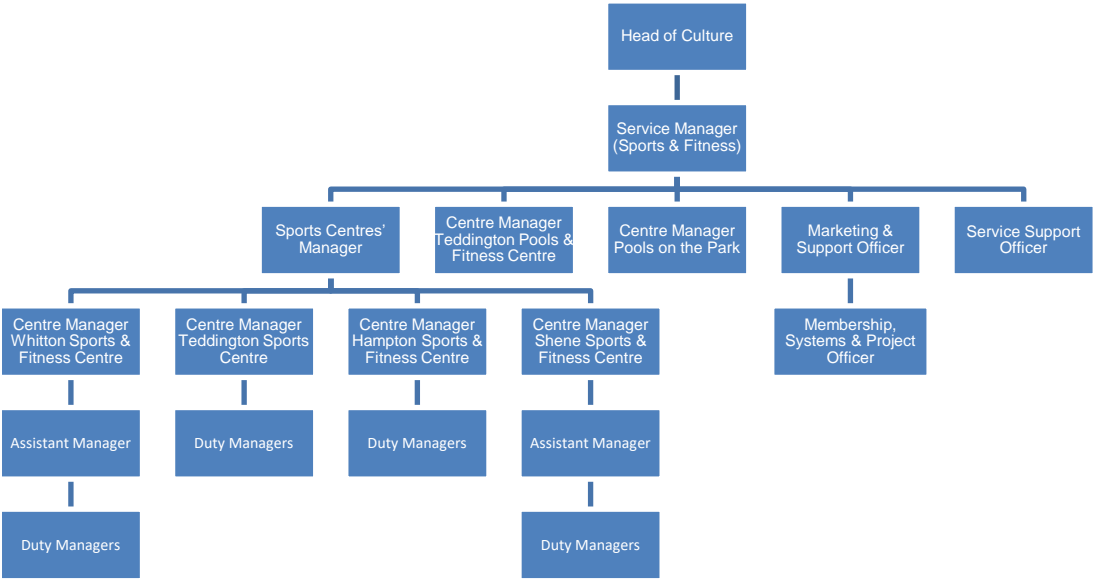 Head of Culture
Service Manager
(Sports & Fitness)
Sports Centres’
Manager
Centre Manager
Teddington Pools &
Fitness Centre
Centre Manager
Pools on the Park
Marketing &
Support Officer
Service Support
Officer
Centre Manager
Whitton Sports &
Fitness Centre
Centre Manager
Teddington Sports
Centre
Centre Manager
Hampton Sports &
Fitness Centre
Centre Manager
Shene Sports &
Fitness Centre
Membership,
Systems & Project
Officer
Assistant Manager
Duty Managers
Duty Managers
Assistant Manager
Duty Managers
Duty Managers